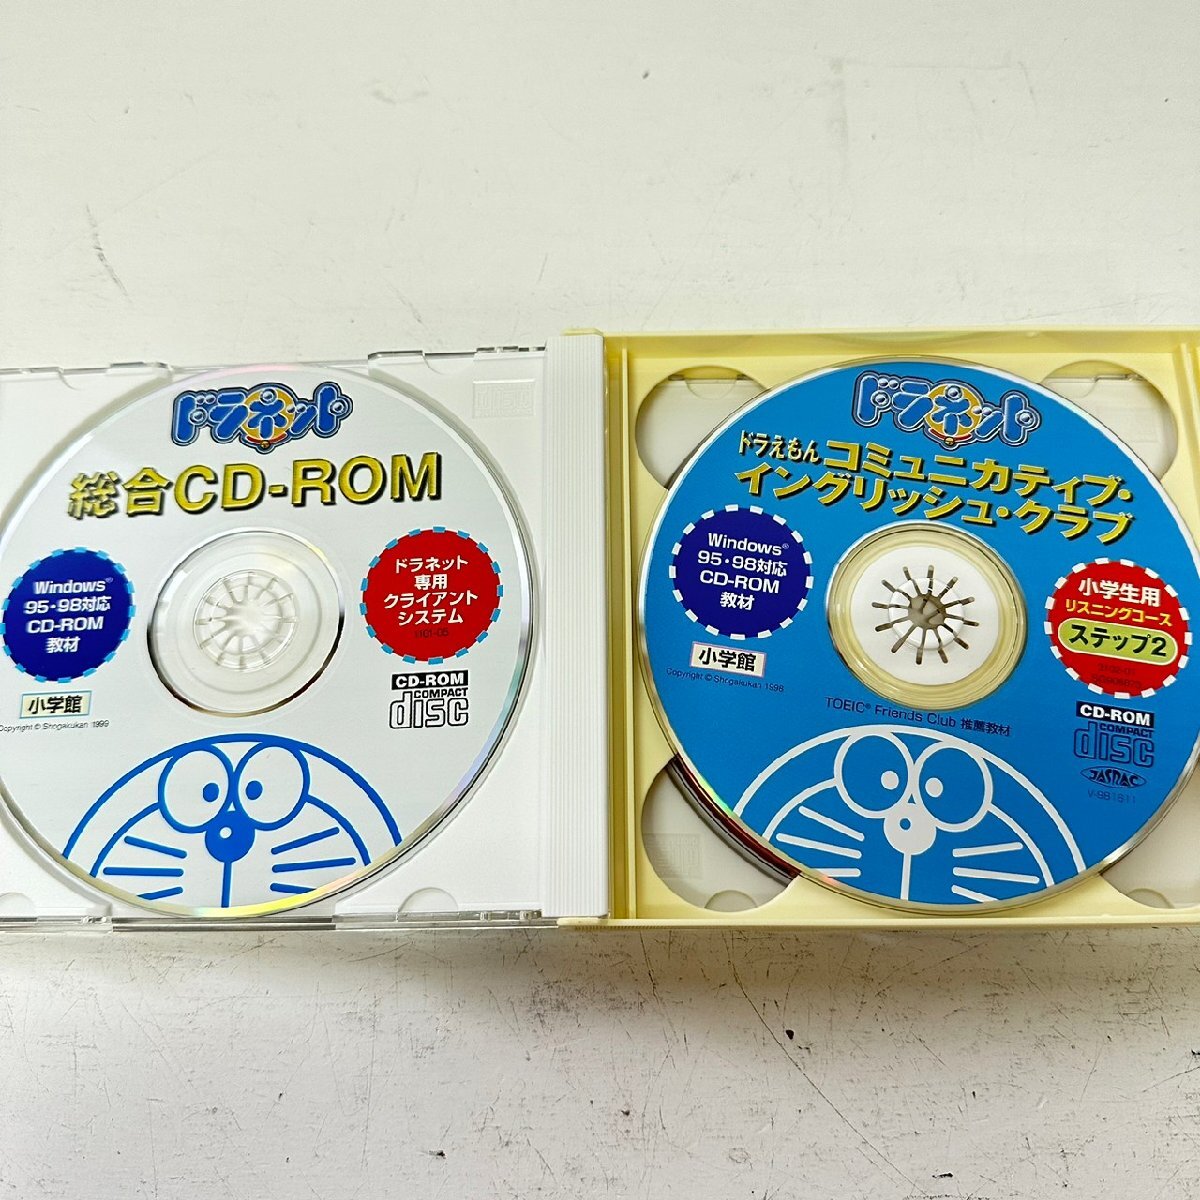 ドラネット
総合CD-ROM
Windows®
95・98対応
CD-ROM
教材
ドラネット
専用
クライアント
システム
1101-05
小学館
Copyright © Shogakukan 1999
CD-ROM
COMPACT
disc
ドラネット
ドラえもん コミュニカティブ・
イングリッシュ・クラブ
Windows®
95・98対応
CD-ROM
教材
小学生用
リスニングコース
ステップ2
小学館
Copyright © Shogakukan 1998
TOEIC® Friends Club 推薦教材
CD-ROM
COMPACT
disc
JASRAC
V-981611